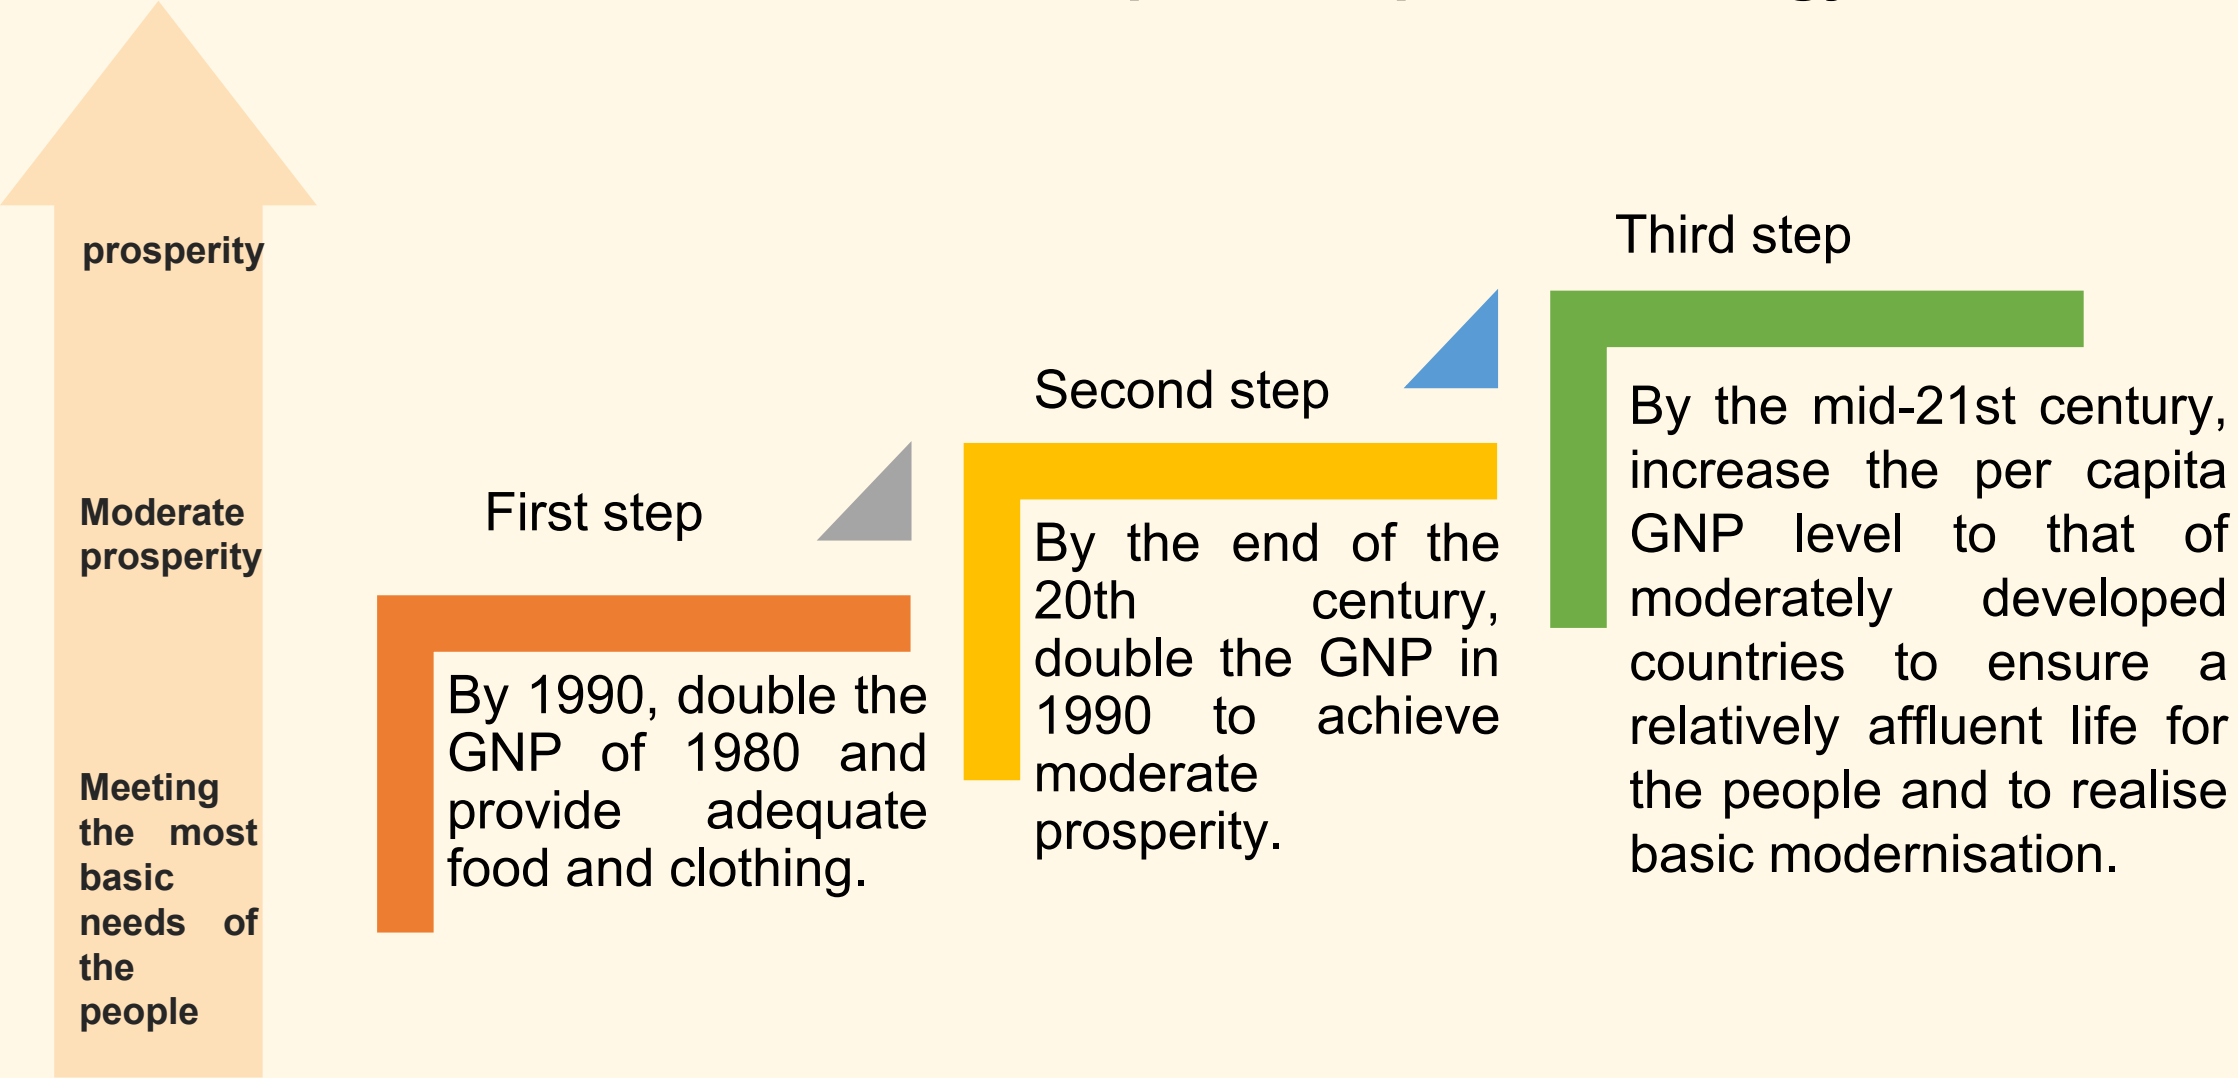 prosperity
Moderate
prosperity
Meeting
the most
basic
needs of
the
people
First step
By 1990, double the
GNP of 1980 and
provide adequate
food and clothing.
Second step
By the end of the
20th century,
double the GNP in
1990 to achieve
moderate
prosperity.
Third step
By the mid-21st century,
increase the per capita
GNP level to that of
moderately developed
countries to ensure a
relatively affluent life for
the people and to realise
basic modernisation.